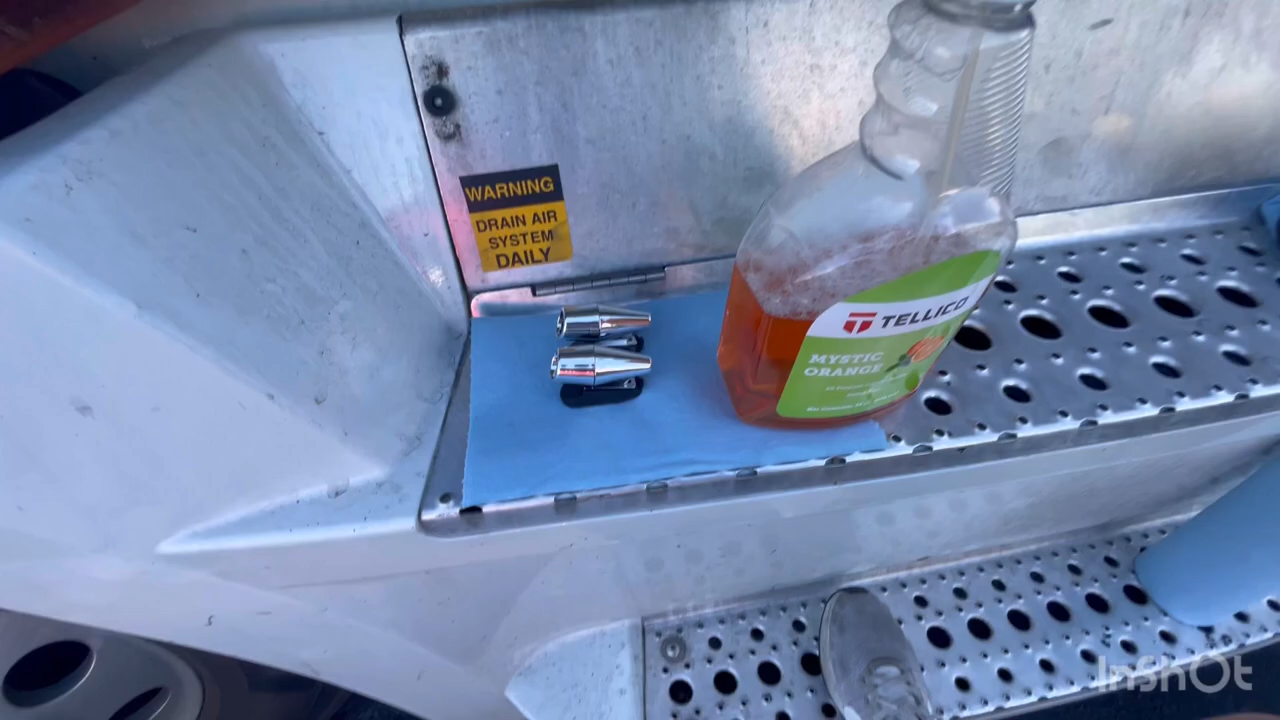 WARNING
DRAIN AIR
SYSTEM
DAILY
TELLICO
MYSTIC
ORANGE
InShOt